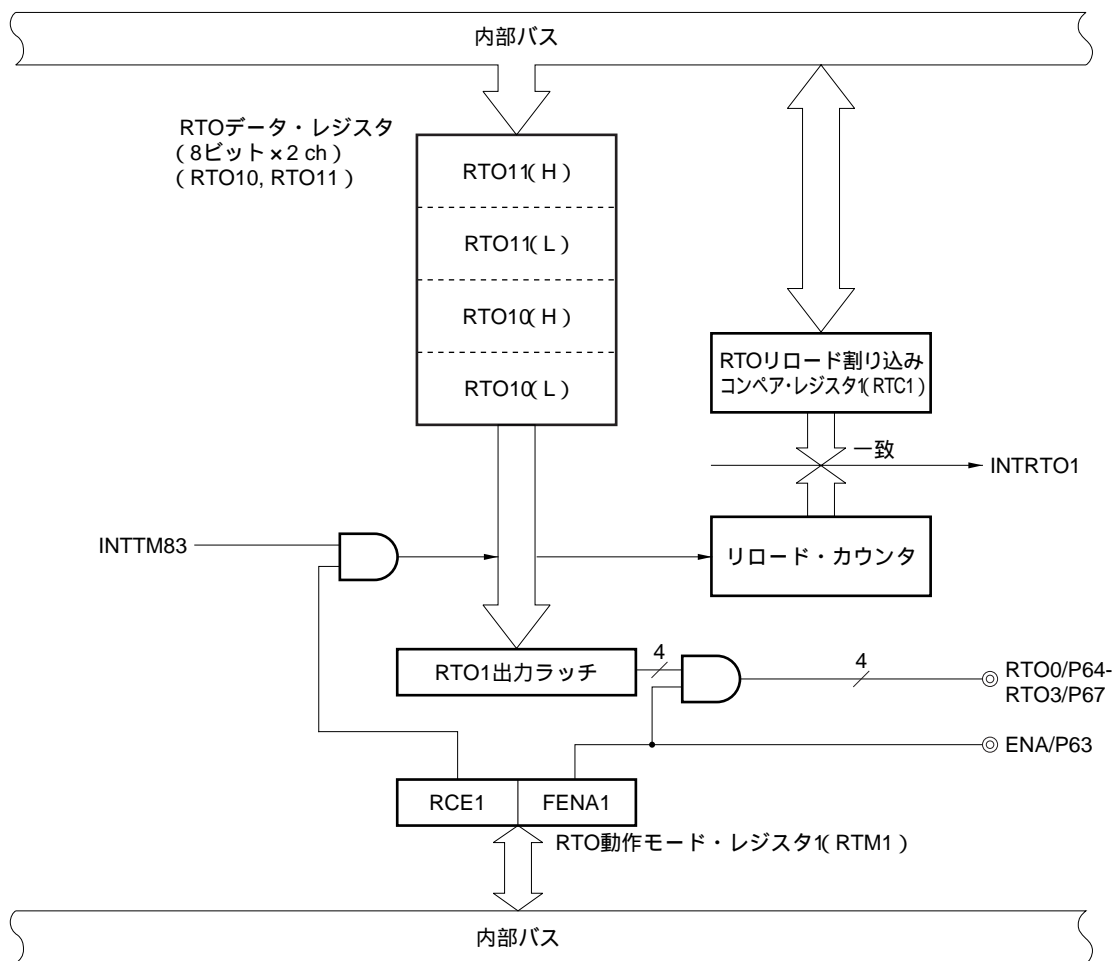 内部バス
RTOデータ・レジスタ
(8ビット×2 ch)
(RTO10, RTO11)
RTO11(H)
RTO11(L)
RTO10(H)
RTO10(L)
RTOリロード割り込み
コンペア・レジスタ1(RTC1)
一致
INTRTO1
INTTM83
リロード・カウンタ
RTO1出力ラッチ
4
4
RTO0/P64-
RTO3/P67
ENA/P63
RCE1
FENA1
RTO動作モード・レジスタ1(RTM1)
内部バス